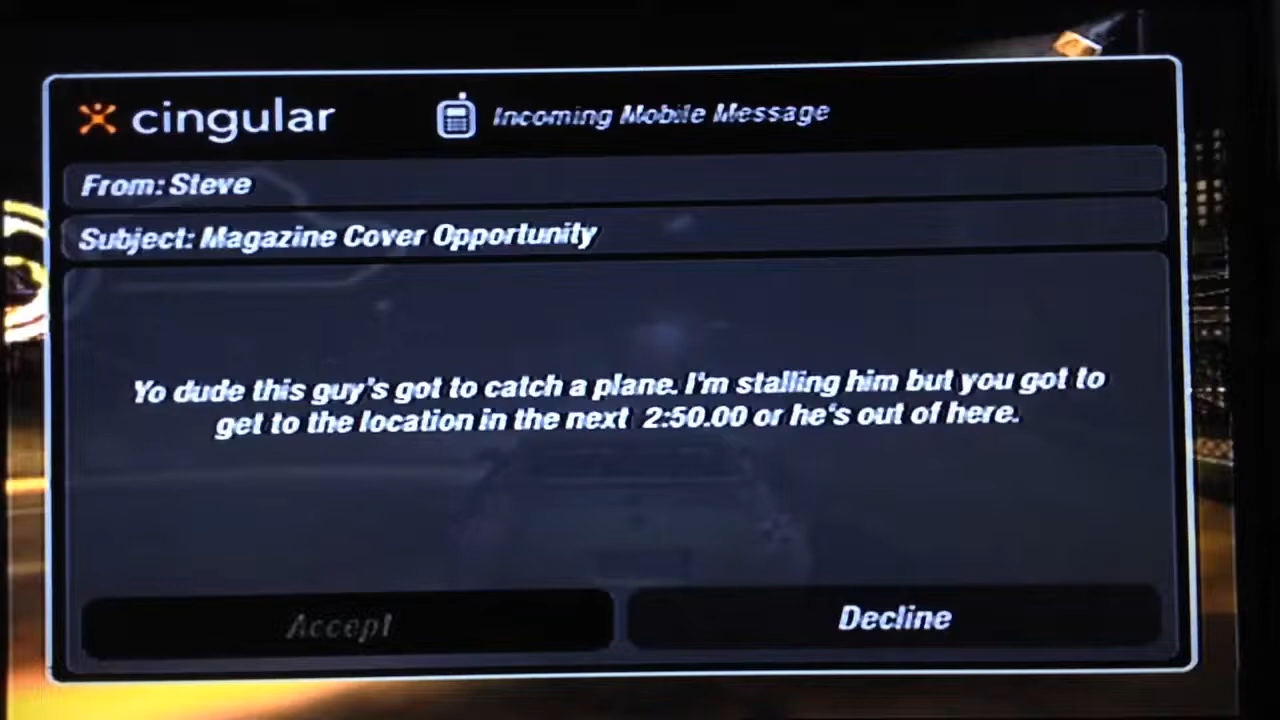 cingular
Incoming Mobile Message
From: Steve
Subject: Magazine Cover Opportunity
Yo dude this guy's got to catch a plane. I'm stalling him but you got to
get to the location in the next 2:50.00 or he's out of here.
Accept
Decline